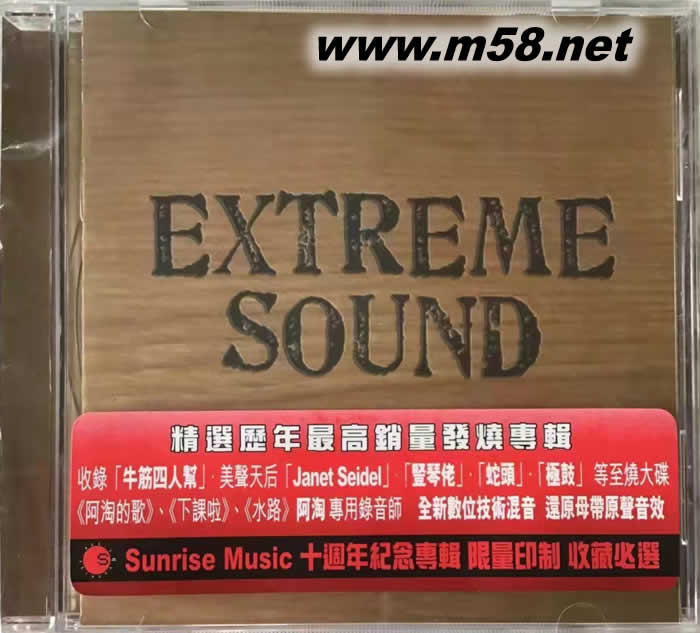 www.m58.net
EXTREME
SOUND
精選歷年最高銷量發燒專輯
收錄「牛筋四人幫」·美聲天后「Janet Seidel」·「豎琴佬」·「蛇頭」·「極鼓」等至燒大碟
《阿淘的歌》、《下課啦》、《水路》阿淘專用錄音師 全新數位技術混音 還原母帶原聲音效
S Sunrise Music 十週年紀念專輯 限量印制 收藏必選